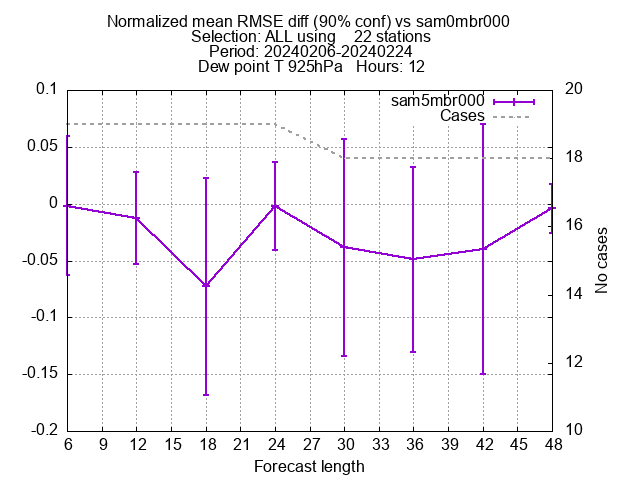 Normalized mean RMSE diff (90% conf) vs sam0mbr000
Selection: ALL using    22 stations
Period: 20240206-20240224
Dew point T 925hPa   Hours: 12
sam5mbr000
Cases
0.1
0.05
0
-0.05
-0.1
-0.15
-0.2
20
18
16
14
12
10
No cases
6 9 12 15 18 21 24 27 30 33 36 39 42 45 48
Forecast length